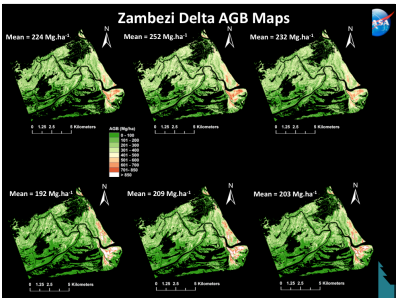 Zambezi Delta AGB Maps
Mean = 224 Mg.ha-1
Mean = 252 Mg.ha-1
Mean = 232 Mg.ha-1
N
N
N
0 1.25 2.5 5 Kilometers
0 1.25 2.5 5 Kilometers
0 1.25 2.5 5 Kilometers
AGB (Mg/ha)
0 - 100
101 - 200
201 - 300
301 - 400
401 - 500
501 - 600
601 - 700
701- 850
> 850
Mean = 192 Mg.ha-1
Mean = 209 Mg.ha-1
Mean = 203 Mg.ha-1
N
N
N
0 1.25 2.5 5 Kilometers
0 1.25 2.5 5 Kilometers
0 1.25 2.5 5 Kilometers